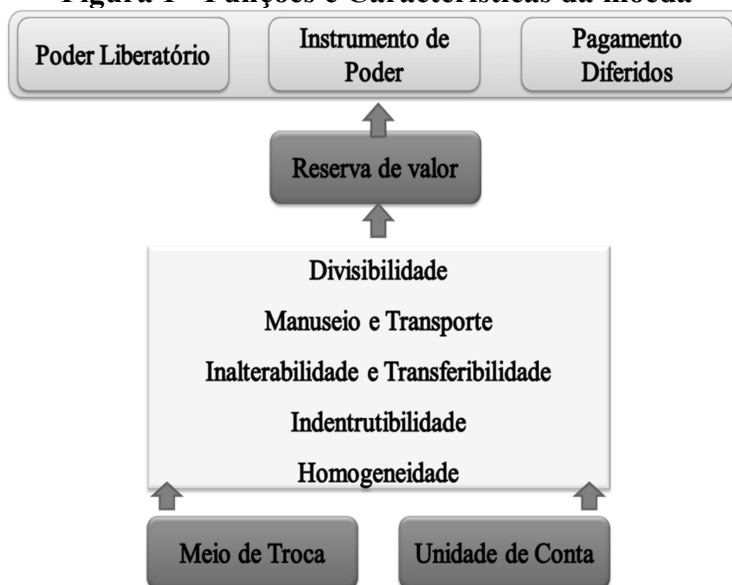 Figura 1 - Funções e Características da moeda
Poder Liberatório
Instrumento de
Poder
Pagamento
Diferidos
Reserva de valor
Divisibilidade
Manuseio e Transporte
Inalterabilidade e Transferibilidade
Indentrutibilidade
Homogeneidade
Meio de Troca
Unidade de Conta